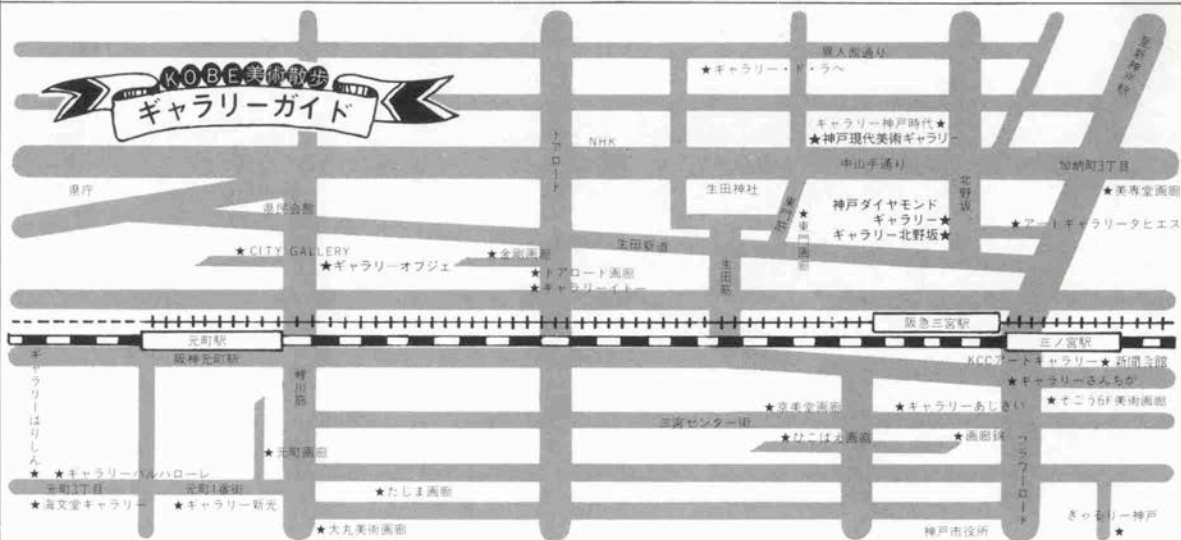 KOBE美術散歩
ギャラリーガイド
異人館通り
★ギャラリー・ド・ラヘ
新神戸駅
ギャラリー神戸時代★
★神戸現代美術ギャラリー
トアロード
NHK
中山手通り
加納町3丁目
県庁
生田神社
北野坂
★美専堂画廊
県民会館
東門筋
★東門画廊
神戸ダイヤモンド
ギャラリー★
ギャラリー北野坂★
★アートギャラリータヒエス
★CITY GALLERY
★ギャラリーオブジェ
★金剛画廊
生田新道
生田筋
★トアロード画廊
★ギャラリーイトー
阪急三宮駅
元町駅
三ノ宮駅
阪神元町駅
KCCアートギャラリー★新聞会館
ギャラリーはりしん★
鯉川筋
★ギャラリーさんちか
★京美堂画廊
★ギャラリーあじさい
★そごう6F美術画廊
三宮センター街
★ひこばえ画廊
★画廊錬
フラワーロード
★元町画廊
★ギャラリーハルハローレ
元町3丁目
元町1番街
★たじま画廊
★海文堂ギャラリー
★ギャラリー新光
★大丸美術画廊
神戸市役所
ぎゃるりー神戸
★